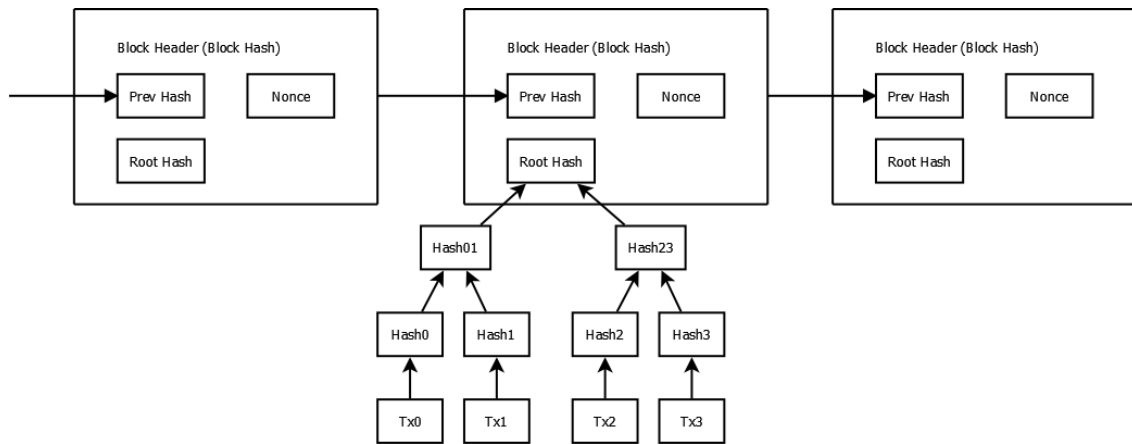 Block Header (Block Hash) Block Header (Block Hash) Block Header (Block Hash)
Prev Hash Nonce Prev Hash Nonce Prev Hash Nonce
Root Hash Root Hash Root Hash
Hash01 Hash23
Hash0 Hash1 Hash2 Hash3
Tx0 Tx1 Tx2 Tx3